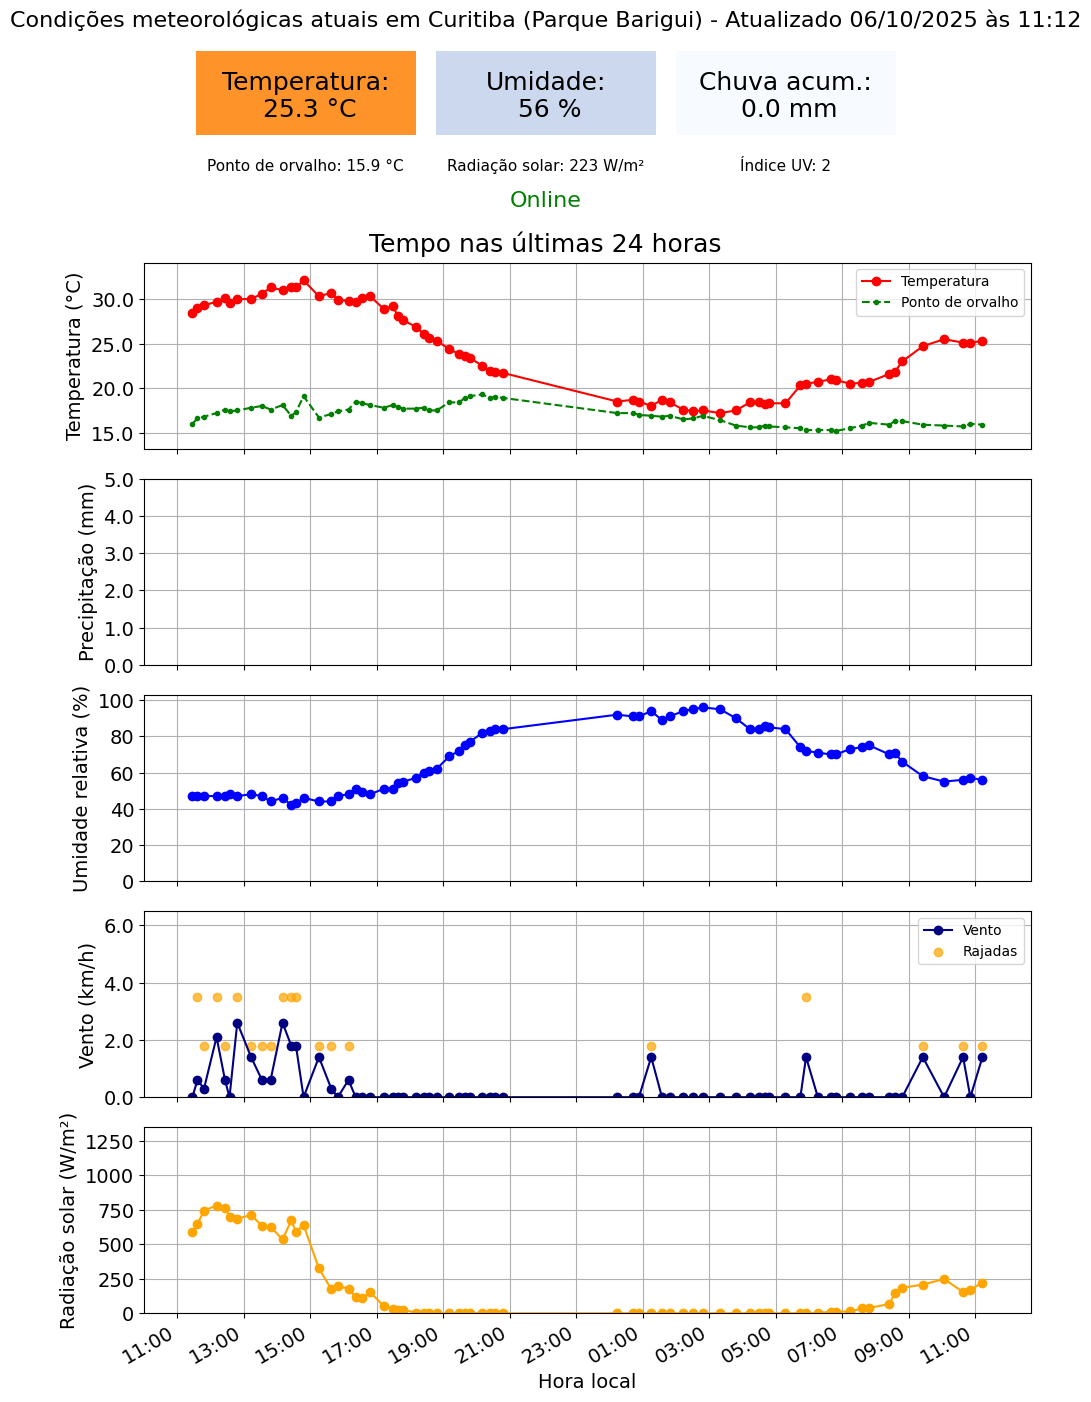 Condições meteorológicas atuais em Curitiba (Parque Barigui) - Atualizado 06/10/2025 às 11:12
Temperatura:
25.3 °C
Umidade:
56 %
Chuva acum.:
0.0 mm
Ponto de orvalho: 15.9 °C
Radiação solar: 223 W/m²
Índice UV: 2
Online
Tempo nas últimas 24 horas
Temperatura (°C)
30.0
25.0
20.0
15.0
Temperatura
Ponto de orvalho
Precipitação (mm)
5.0
4.0
3.0
2.0
1.0
0.0
Umidade relativa (%)
100
80
60
40
20
0
Vento (km/h)
6.0
4.0
2.0
0.0
Vento
Rajadas
Radiação solar (W/m²)
1250
1000
750
500
250
0
11:00
13:00
15:00
17:00
19:00
21:00
23:00
01:00
03:00
05:00
07:00
09:00
11:00
Hora local